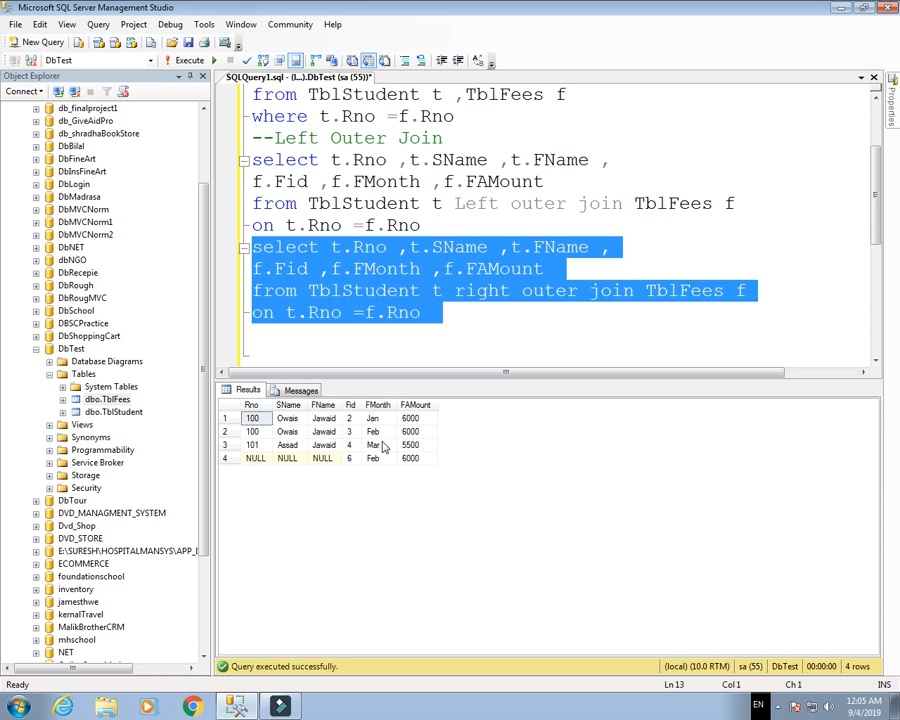 Microsoft SQL Server Management Studio
File Edit View Query Project Debug Tools Window Community Help
New Query
DbTest Execute
Object Explorer
Connect
db_finalproject1
db_GiveAidPro
db_shradhaBookStore
DbBilal
DbFineArt
DbInsFineArt
DbLogin
DbMadrasa
DbMVCNorm
DbMVCNorm1
DbMVCNorm2
DbNET
dbNGO
DbRecepie
DbRough
DbRougMVC
DbSchool
DBSCPractice
DbShoppingCart
DbTest
Database Diagrams
Tables
System Tables
dbo.TblFees
dbo.TblStudent
Views
Synonyms
Programmability
Service Broker
Storage
Security
DbTour
DVD_MANAGMENT_SYSTEM
Dvd_Shop
DVD_STORE
E:\SURESH\HOSPITALMANSYS\APP_D
ECOMMERCE
foundationschool
inventory
jamesthwe
kernalTravel
MalikBrotherCRM
mhschool
NET
SQLQuery1.sql - (l...).DbTest (sa (55))*
from TblStudent t ,TblFees f
where t.Rno =f.Rno
--Left Outer Join
select t.Rno ,t.SName ,t.FName ,
f.Fid ,f.FMonth ,f.FAMount
from TblStudent t Left outer join TblFees f
on t.Rno =f.Rno
select t.Rno ,t.SName ,t.FName ,
f.Fid ,f.FMonth ,f.FAMount
from TblStudent t right outer join TblFees f
on t.Rno =f.Rno
Properties
Results Messages
Rno SName FName Fid FMonth FAMount
1 100 Owais Jawaid 2 Jan 6000
2 100 Owais Jawaid 3 Feb 6000
3 101 Assad Jawaid 4 Mar 5500
4 NULL NULL NULL 6 Feb 6000
Query executed successfully. (local) (10.0 RTM) sa (55) DbTest 00:00:00 4 rows
Ready Ln 13 Col 1 Ch 1 INS
EN
12:05 AM
9/4/2019